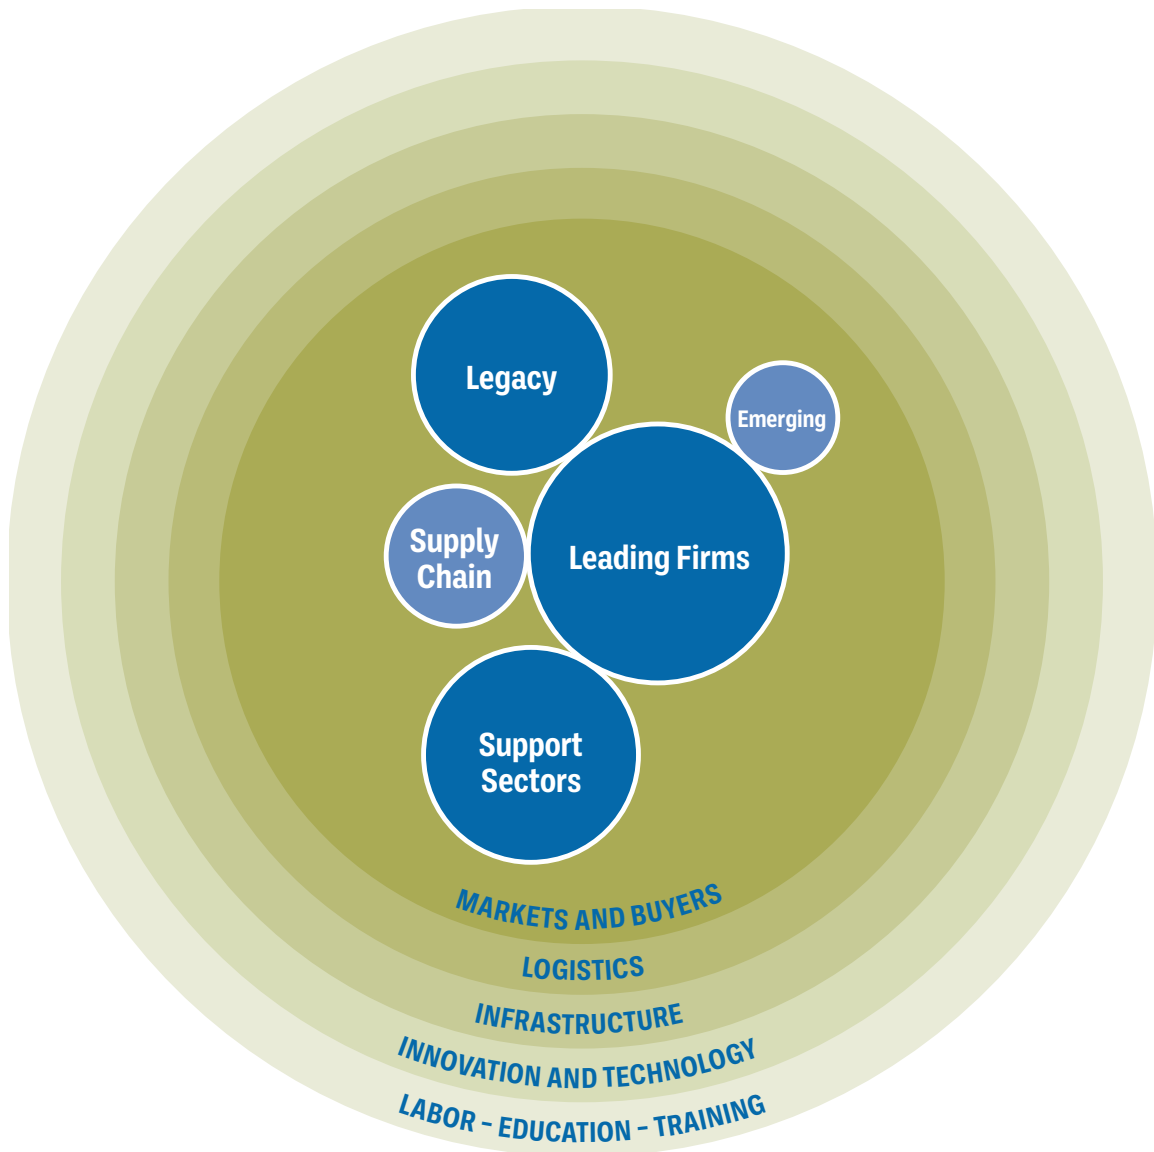 Legacy
Emerging
Supply
Chain
Leading Firms
Support
Sectors
MARKETS AND BUYERS
LOGISTICS
INFRASTRUCTURE
INNOVATION AND TECHNOLOGY
LABOR – EDUCATION – TRAINING